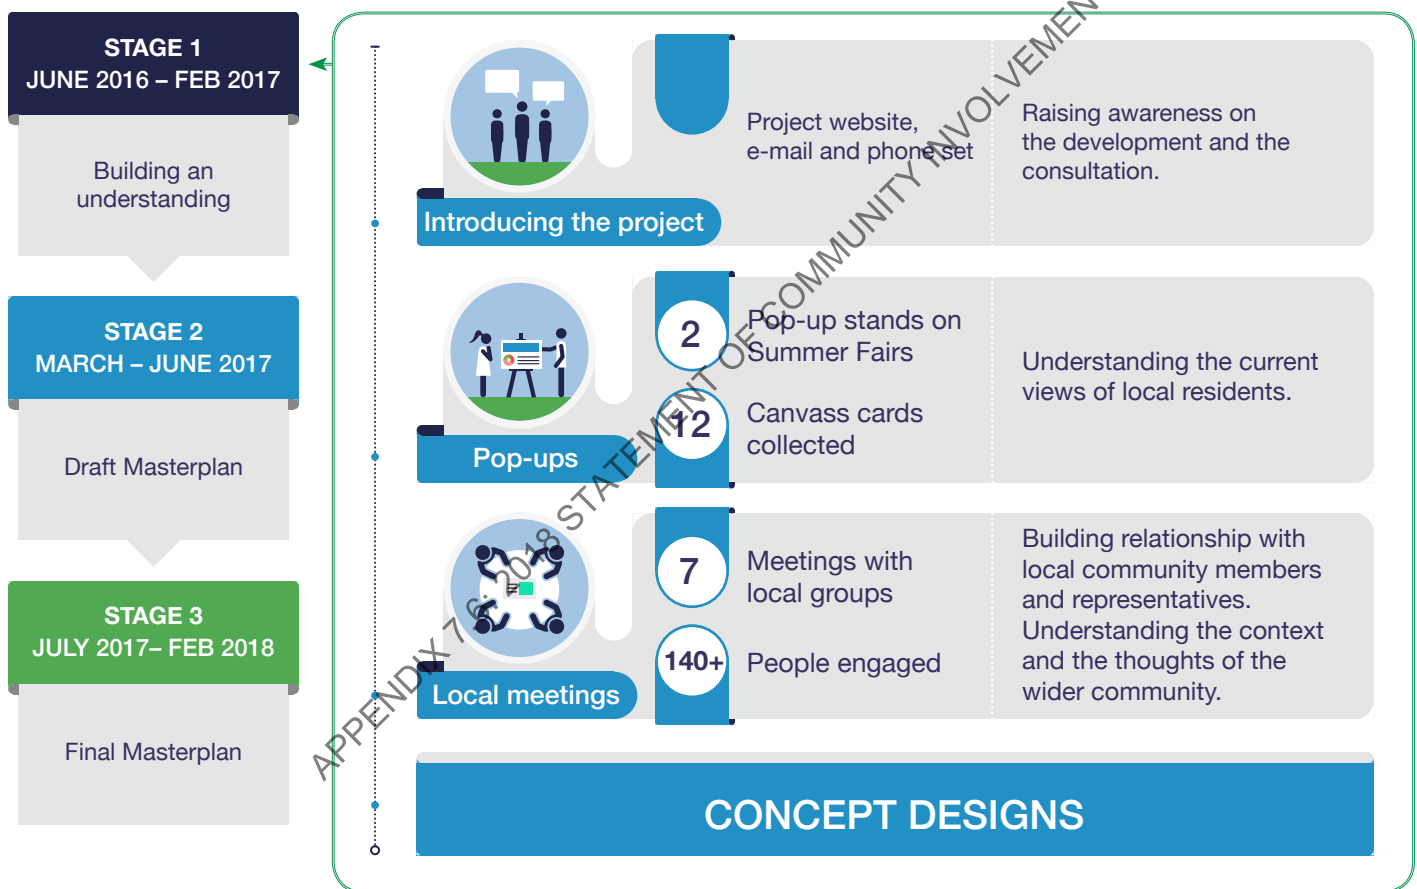 STAGE 1
JUNE 2016 – FEB 2017
Building an
understanding
STAGE 2
MARCH – JUNE 2017
Draft Masterplan
STAGE 3
JULY 2017– FEB 2018
Final Masterplan
Introducing the project
Project website,
e-mail and phone set
Raising awareness on
the development and the
consultation.
Pop-ups
2
Pop-up stands on
Summer Fairs
12
Canvass cards
collected
Understanding the current
views of local residents.
Local meetings
7
Meetings with
local groups
140+
People engaged
Building relationship with
local community members
and representatives.
Understanding the context
and the thoughts of the
wider community.
CONCEPT DESIGNS
APPENDIX 7.6: 2018 STATEMENT OF COMMUNITY INVOLVEMEN